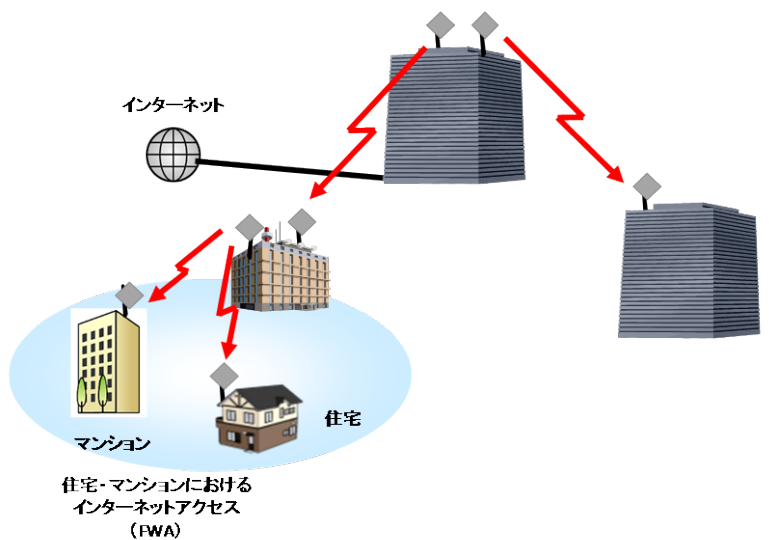 インターネット
住宅
マンション
住宅・マンションにおける
インターネットアクセス
（FWA）